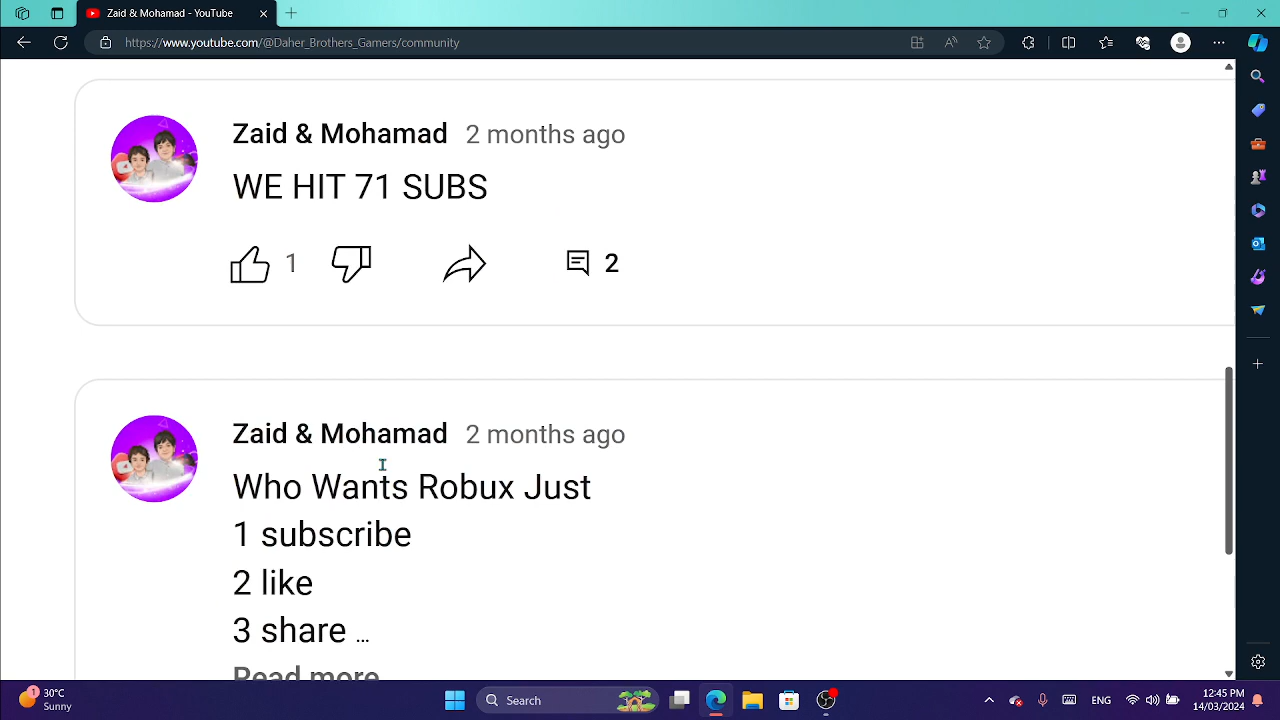 Zaid & Mohamad - YouTube
https://www.youtube.com/@Daher_Brothers_Gamers/community
Zaid & Mohamad 2 months ago
WE HIT 71 SUBS
1
2
Zaid & Mohamad 2 months ago
Who Wants Robux Just
1 subscribe
2 like
3 share ...
Read more
1
30°C
Sunny
Search
ENG
12:45 PM
14/03/2024